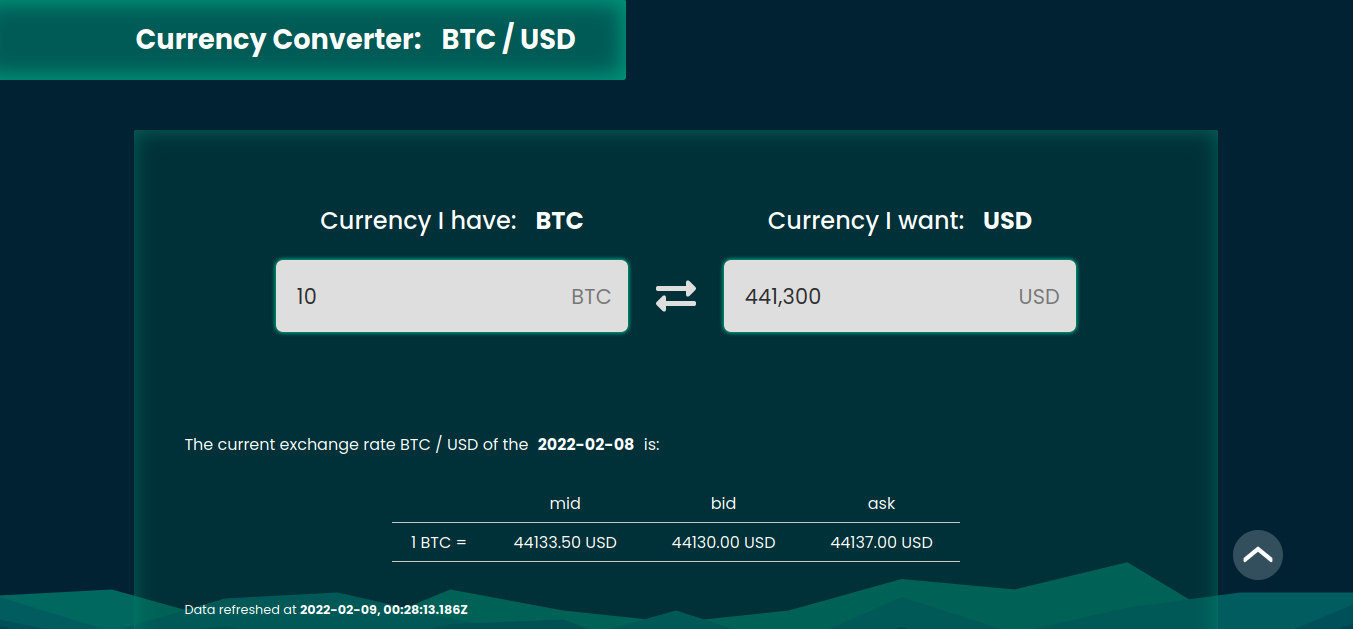 Currency Converter: BTC / USD
Currency I have: BTC
Currency I want: USD
10 BTC
441,300 USD
The current exchange rate BTC / USD of the 2022-02-08 is:
mid bid ask
1 BTC = 44133.50 USD 44130.00 USD 44137.00 USD
Data refreshed at 2022-02-09, 00:28:13.186Z